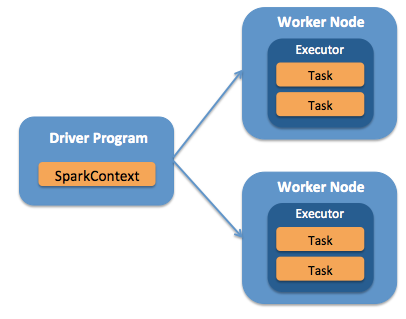 Driver Program
SparkContext
Worker Node
Executor
Task
Task
Worker Node
Executor
Task
Task